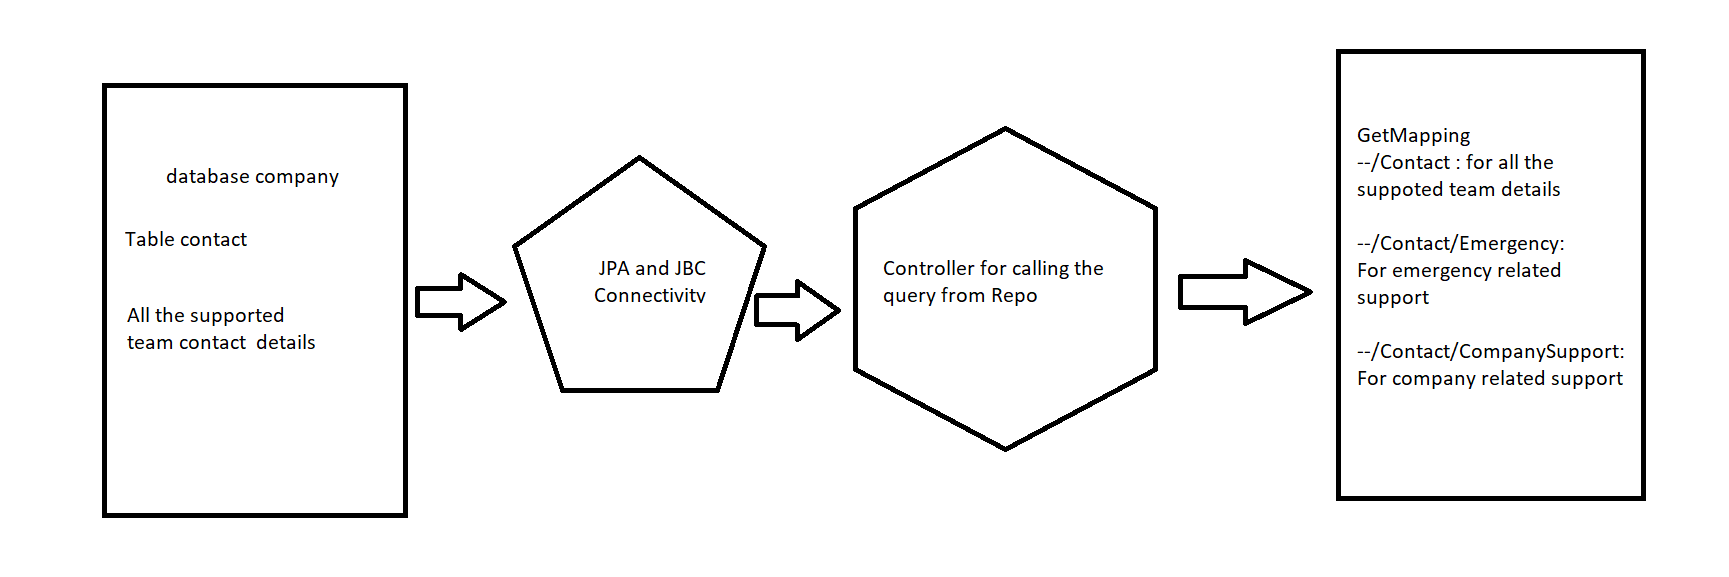 database company
Table contact
All the supported
team contact  details
JPA and JBC
Connectivity
Controller for calling the
query from Repo
GetMapping
--/Contact : for all the
suppoted team details
--/Contact/Emergency:
For emergency related
support
--/Contact/CompanySupport:
For company related support